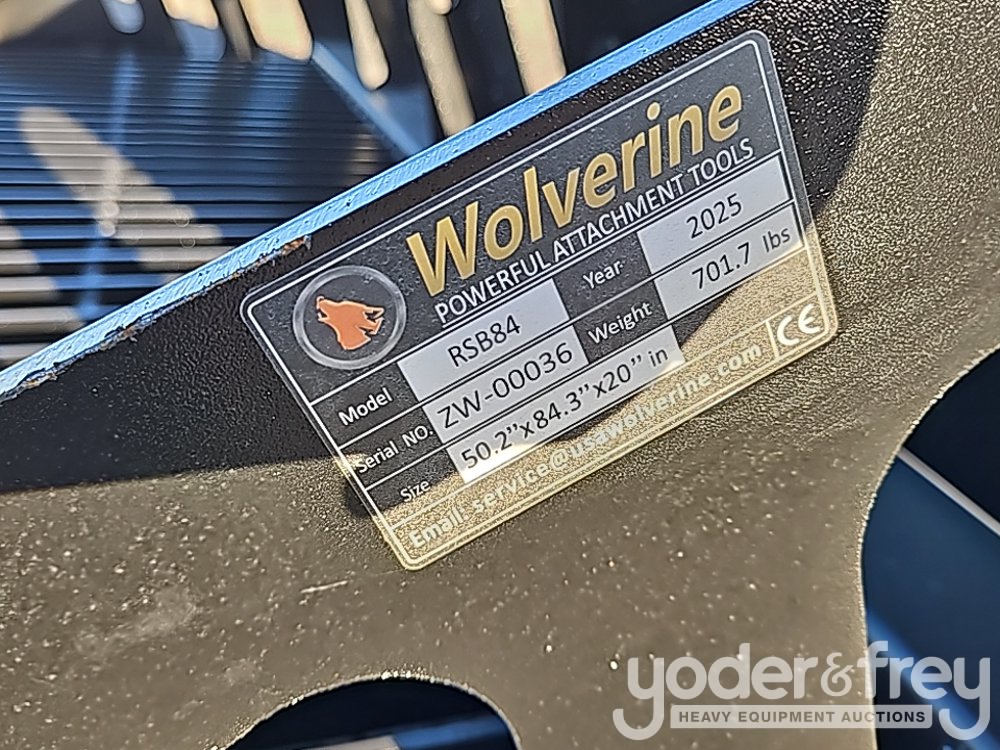 Wolverine
POWERFUL ATTACHMENT TOOLS
Model RSB84 Year 2025
Serial NO. ZW-00036 Weight 701.7 lbs
Size 50.2”x84.3”x20” in
Email: service@usawolverine.com CE
yoder&frey
HEAVY EQUIPMENT AUCTIONS